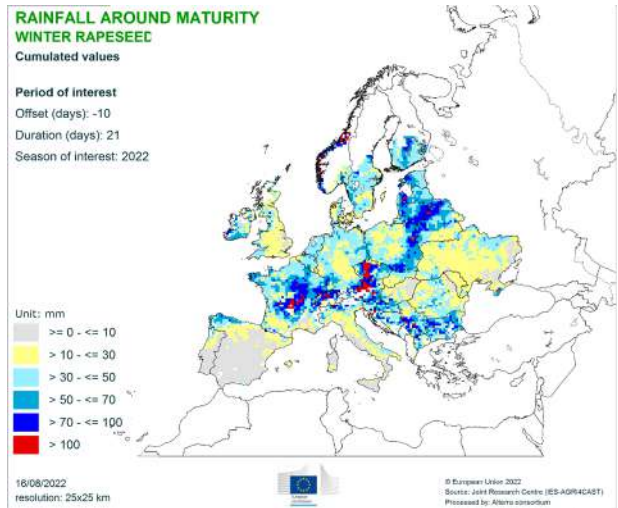 RAINFALL AROUND MATURITY
WINTER RAPESEED
Cumulated values
Period of interest
Offset (days): -10
Duration (days): 21
Season of interest: 2022
Unit: mm
>= 0 - <= 10
> 10 - <= 30
> 30 - <= 50
> 50 - <= 70
> 70 - <= 100
> 100
16/08/2022
resolution: 25x25 km
© European Union 2022
Source: Joint Research Centre (IES-AGRI4CAST)
Processed by: Alterra consortium